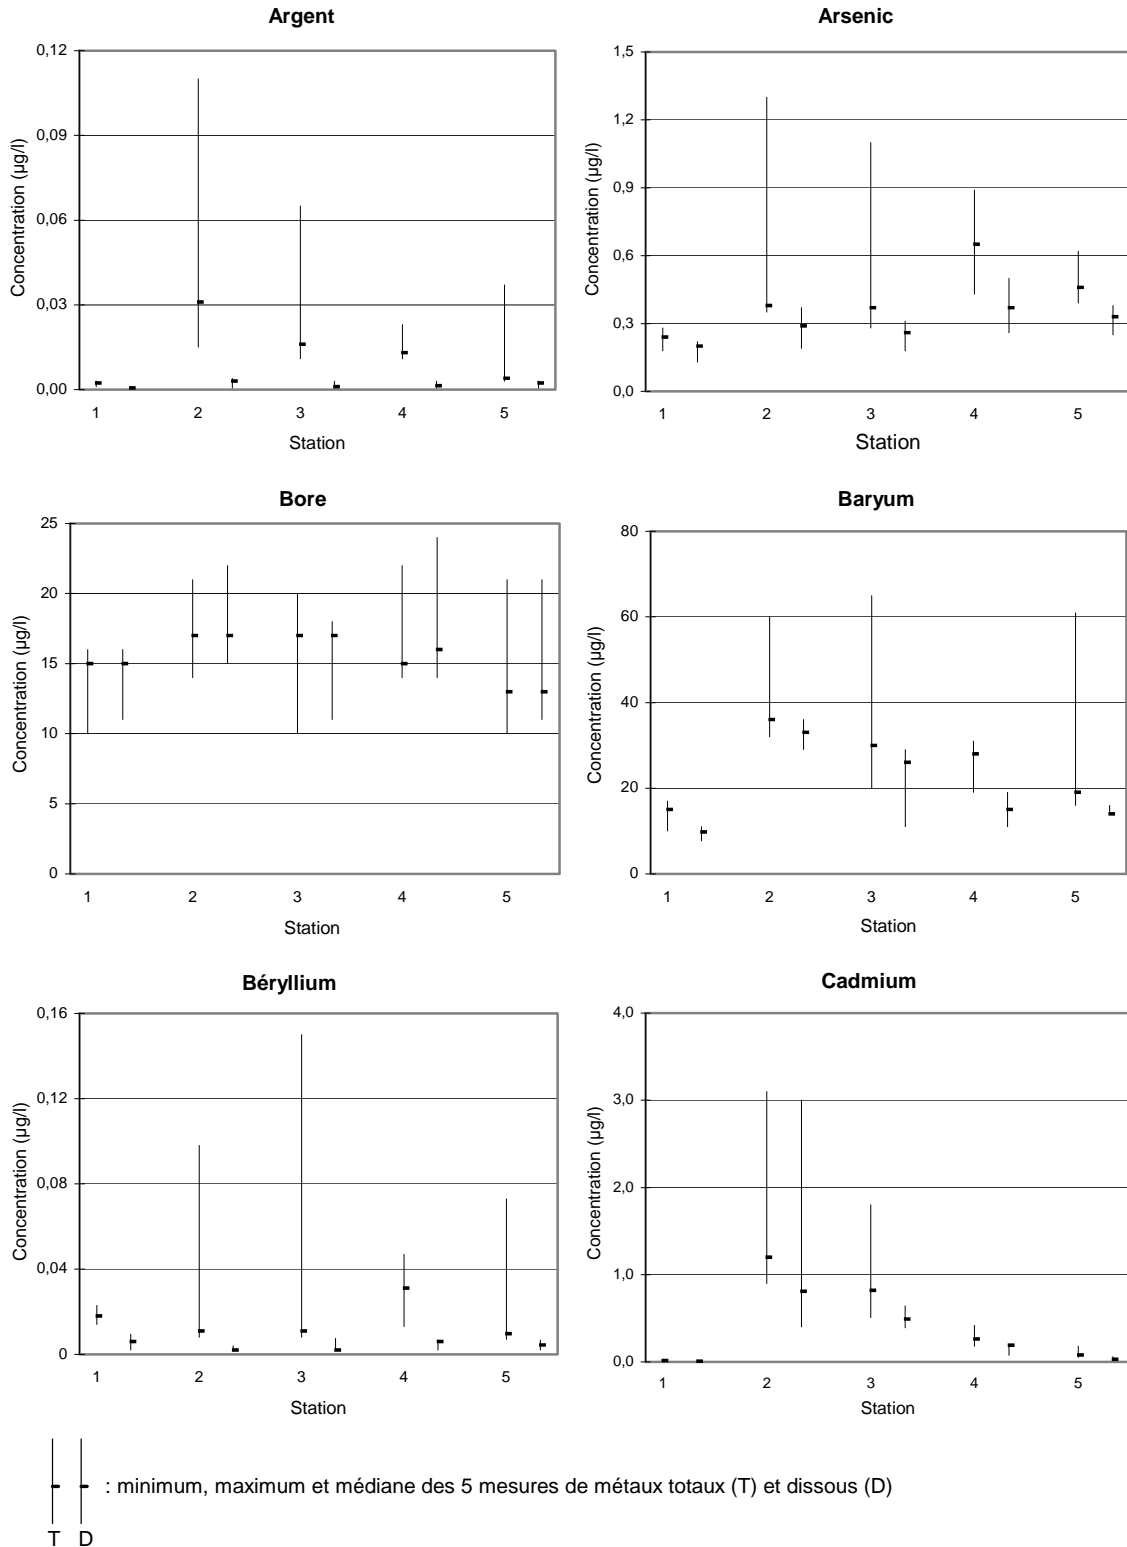 Argent
0,12
0,09
0,06
0,03
0,00
Concentration (µg/l)
1 2 3 4 5
Station
Arsenic
1,5
1,2
0,9
0,6
0,3
0,0
Concentration (µg/l)
1 2 3 4 5
Station
Bore
25
20
15
10
5
0
Concentration (µg/l)
1 2 3 4 5
Station
Baryum
80
60
40
20
0
Concentration (µg/l)
1 2 3 4 5
Station
Béryllium
0,16
0,12
0,08
0,04
0
Concentration (µg/l)
1 2 3 4 5
Station
Cadmium
4,0
3,0
2,0
1,0
0,0
Concentration (µg/l)
1 2 3 4 5
Station
: minimum, maximum et médiane des 5 mesures de métaux totaux (T) et dissous (D)
T D